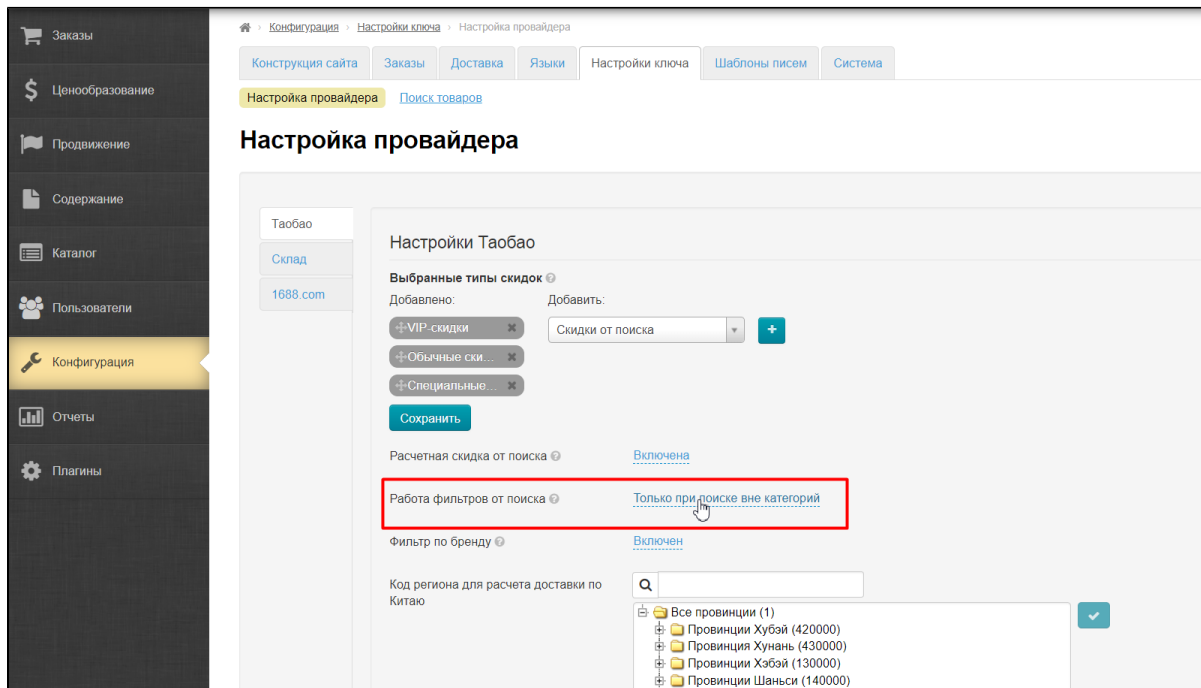 Конфигурация › Настройки ключа › Настройка провайдера
Конструкция сайта Заказы Доставка Языки Настройки ключа Шаблоны писем Система
Настройка провайдера Поиск товаров
Настройка провайдера
Заказы
Ценообразование
Продвижение
Содержание
Каталог
Пользователи
Конфигурация
Отчеты
Плагины
Таобао
Склад
1688.com
Настройки Таобао
Выбранные типы скидок
Добавлено: Добавить:
VIP-скидки Скидки от поиска
Обычные ски...
Специальные...
Сохранить
Расчетная скидка от поиска Включена
Работа фильтров от поиска Только при поиске вне категорий
Фильтр по бренду Включен
Код региона для расчета доставки по
Китаю
Все провинции (1)
Провинции Хубэй (420000)
Провинция Хунань (430000)
Провинции Хэбэй (130000)
Провинции Шаньси (140000)